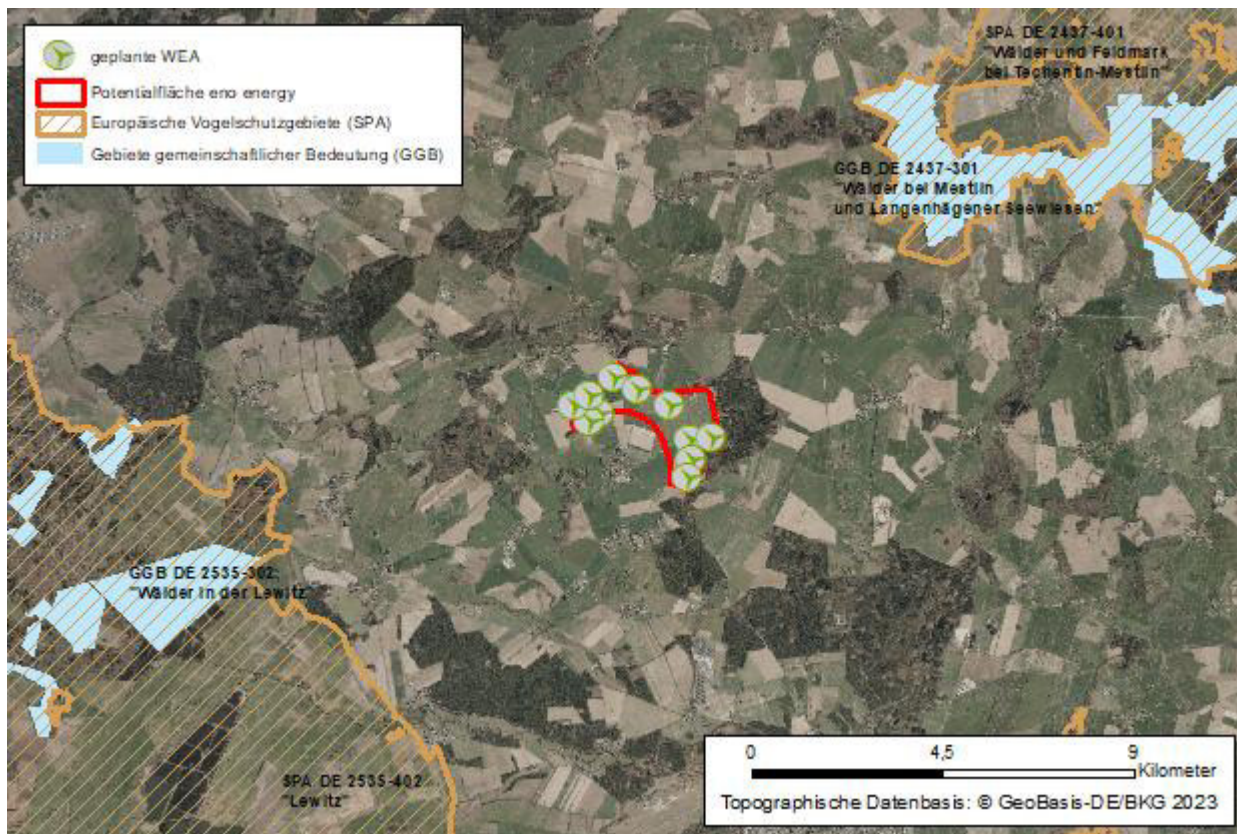 geplante WEA
Potentialfläche eno energy
Europäische Vogelschutzgebiete (SPA)
Gebiete gemeinschaftlicher Bedeutung (GGB)
SPA DE 2437-401
"Wälder und Feldmark
bei Techentin-Mestlin"
GGB DE 2437-301
"Wälder bei Mestlin
und Langenhägener Seewiesen"
GGB DE 2535-302:
"Wälder in der Lewitz"
SPA DE 2535-402
"Lewitz"
0 4,5 9
Kilometer
Topographische Datenbasis: © GeoBasis-DE/BKG 2023